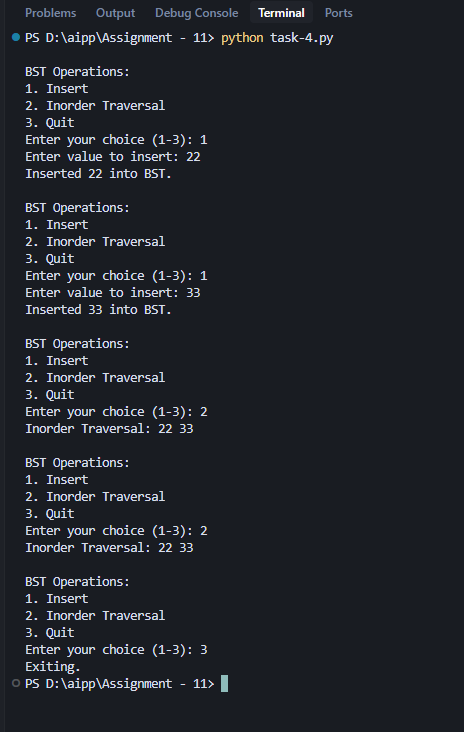 Problems Output Debug Console Terminal Ports
PS D:\aipp\Assignment - 11> python task-4.py
BST Operations:
1. Insert
2. Inorder Traversal
3. Quit
Enter your choice (1-3): 1
Enter value to insert: 22
Inserted 22 into BST.
BST Operations:
1. Insert
2. Inorder Traversal
3. Quit
Enter your choice (1-3): 1
Enter value to insert: 33
Inserted 33 into BST.
BST Operations:
1. Insert
2. Inorder Traversal
3. Quit
Enter your choice (1-3): 2
Inorder Traversal: 22 33
BST Operations:
1. Insert
2. Inorder Traversal
3. Quit
Enter your choice (1-3): 2
Inorder Traversal: 22 33
BST Operations:
1. Insert
2. Inorder Traversal
3. Quit
Enter your choice (1-3): 3
Exiting.
PS D:\aipp\Assignment - 11>